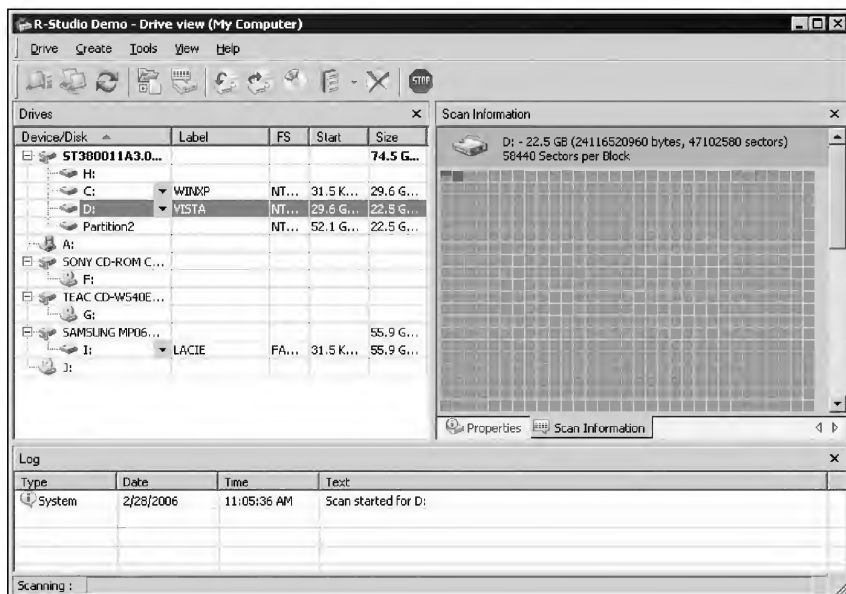 R-Studio Demo - Drive view (My Computer)
Drive Create Tools View Help
STOP
Drives
Device/Disk Label FS Start Size
ST380011A3.0... 74.5 G...
H:
C: WINXP NT... 31.5 K... 29.6 G...
D: VISTA NT... 29.6 G... 22.5 G...
Partition2 NT... 52.1 G... 22.5 G...
A:
SONY CD-ROM C...
F:
TEAC CD-W540E...
G:
SAMSUNG MP06... 55.9 G...
I: LACIE FA... 31.5 K... 55.9 G...
J:
Scan Information
D: - 22.5 GB (24116520960 bytes, 47102580 sectors)
58440 Sectors per Block
Properties Scan Information
Log
Type Date Time Text
System 2/28/2006 11:05:36 AM Scan started for D:
Scanning :